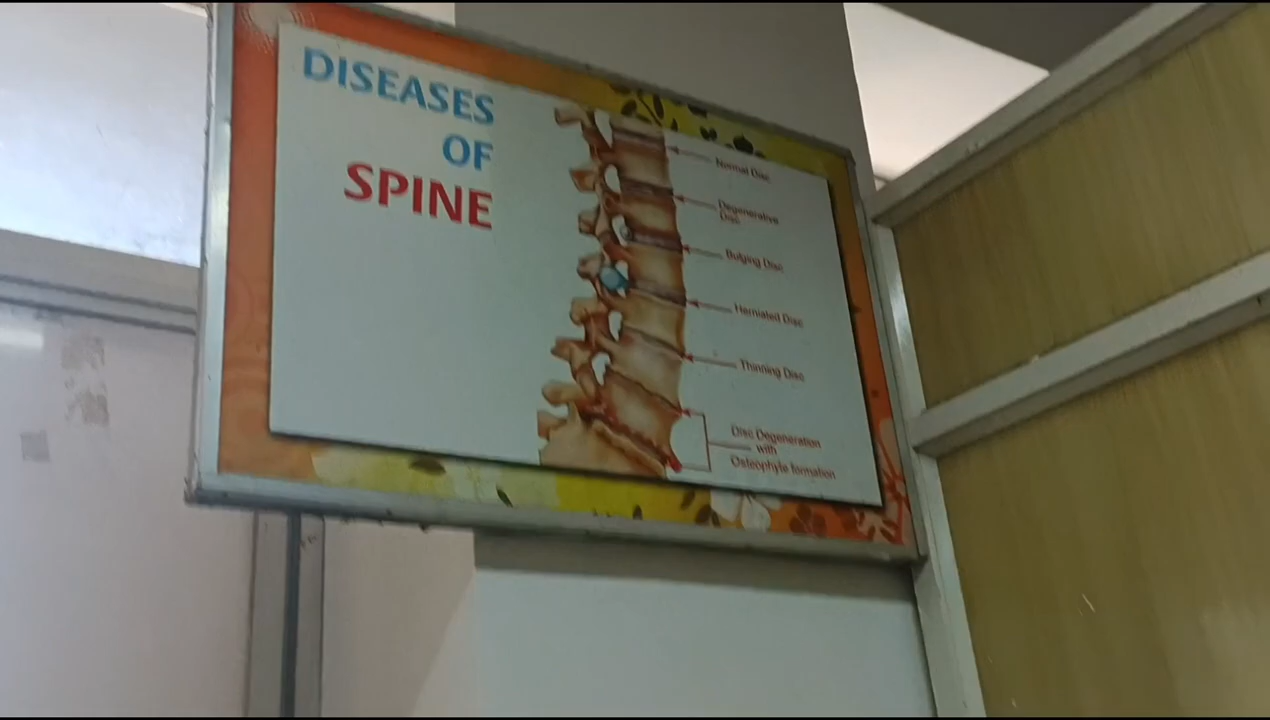 DISEASES
OF
SPINE
Normal Disc
Degenerative
Disc
Bulging Disc
Herniated Disc
Thinning Disc
Disc Degeneration
with
Osteophyte formation